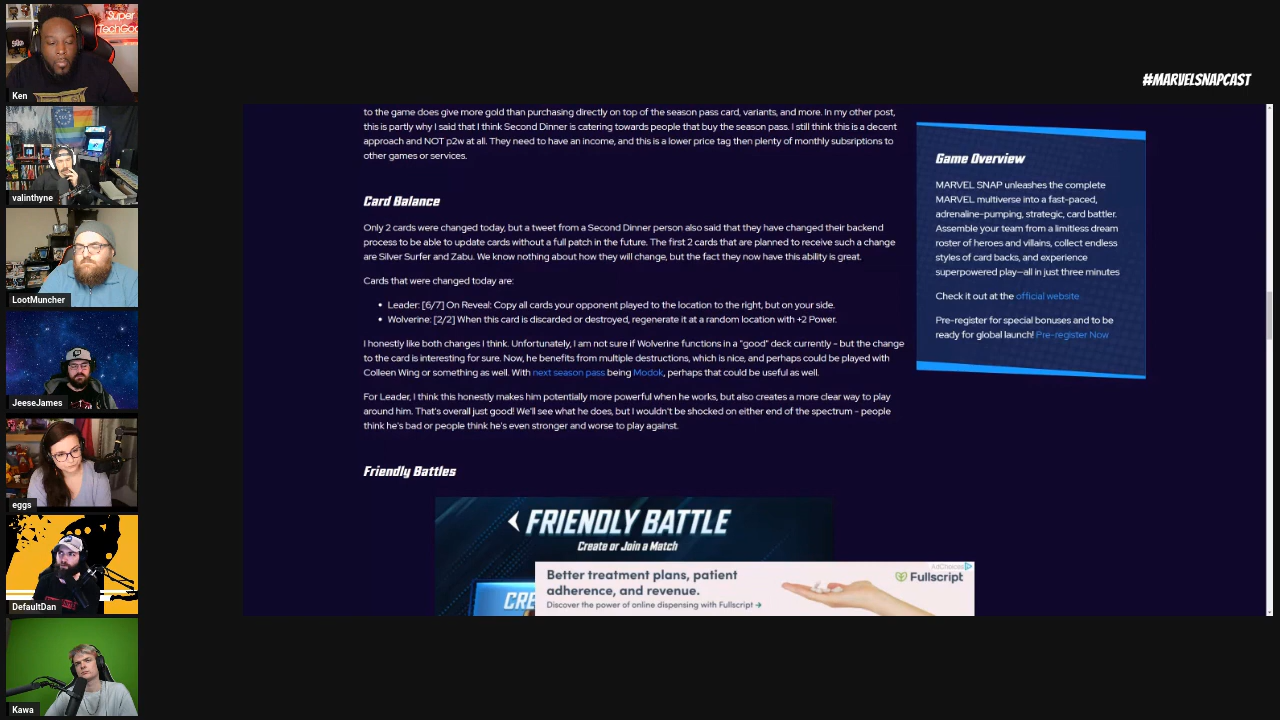 Super
TechGod
Ken
valinthyne
LootMuncher
JeeseJames
eggs
DefaultDan
Kawa
#MARVELSNAPCAST
to the game does give more gold than purchasing directly on top of the season pass card, variants, and more. In my other post,
this is partly why I said that I think Second Dinner is catering towards people that buy the season pass. I still think this is a decent
approach and NOT p2w at all. They need to have an income, and this is a lower price tag then plenty of monthly subsriptions to
other games or services.
Card Balance
Only 2 cards were changed today, but a tweet from a Second Dinner person also said that they have changed their backend
process to be able to update cards without a full patch in the future. The first 2 cards that are planned to receive such a change
are Silver Surfer and Zabu. We know nothing about how they will change, but the fact they now have this ability is great.
Cards that were changed today are:
• Leader: [6/7] On Reveal: Copy all cards your opponent played to the location to the right, but on your side.
• Wolverine: [2/2] When this card is discarded or destroyed, regenerate it at a random location with +2 Power.
I honestly like both changes I think. Unfortunately, I am not sure if Wolverine functions in a "good" deck currently - but the change
to the card is interesting for sure. Now, he benefits from multiple destructions, which is nice, and perhaps could be played with
Colleen Wing or something as well. With next season pass being Modok, perhaps that could be useful as well.
For Leader, I think this honestly makes him potentially more powerful when he works, but also creates a more clear way to play
around him. That's overall just good! We'll see what he does, but I wouldn't be shocked on either end of the spectrum - people
think he's bad or people think he's even stronger and worse to play against.
Friendly Battles
FRIENDLY BATTLE
Create or Join a Match
CRE
Better treatment plans, patient
adherence, and revenue.
Discover the power of online dispensing with Fullscript →
Fullscript
AdChoices
Game Overview
MARVEL SNAP unleashes the complete
MARVEL multiverse into a fast-paced,
adrenaline-pumping, strategic, card battler.
Assemble your team from a limitless dream
roster of heroes and villains, collect endless
styles of card backs, and experience
superpowered play—all in just three minutes
Check it out at the official website
Pre-register for special bonuses and to be
ready for global launch! Pre-register Now